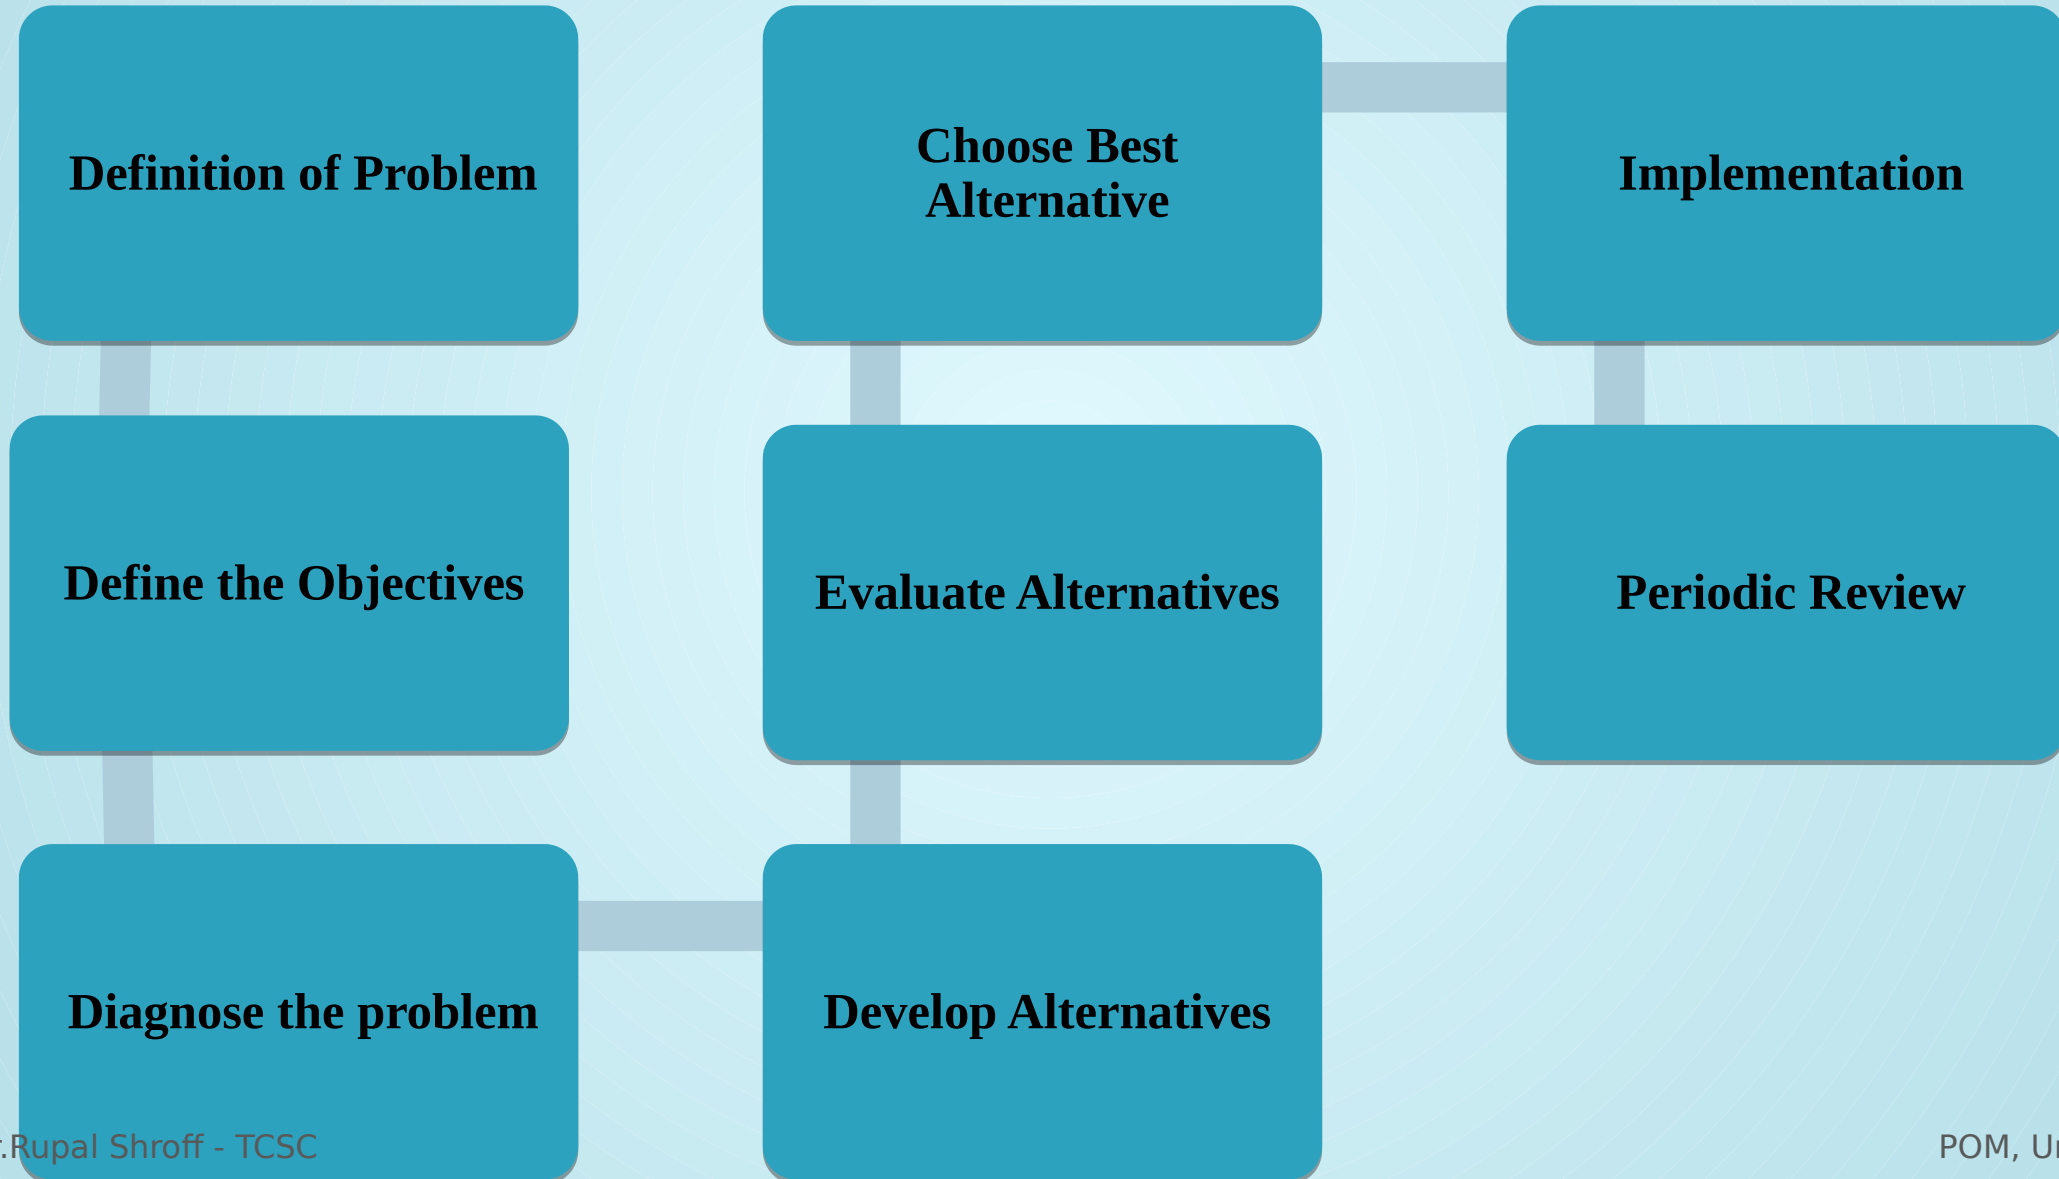 Definition of Problem
Define the Objectives
Diagnose the problem
Develop Alternatives
Evaluate Alternatives
Choose Best
Alternative
Implementation
Periodic Review
.Rupal Shroff - TCSC
POM,